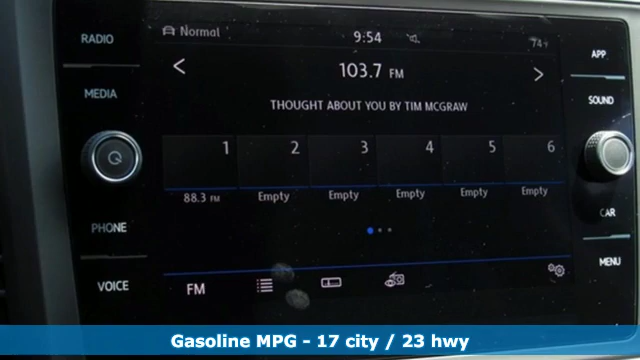 RADIO
MEDIA
PHONE
VOICE
Normal
9:54
74°F
103.7 FM
THOUGHT ABOUT YOU BY TIM MCGRAW
1 2 3 4 5 6
88.3 FM Empty Empty Empty Empty Empty
FM
APP
SOUND
CAR
MENU
Gasoline MPG - 17 city / 23 hwy